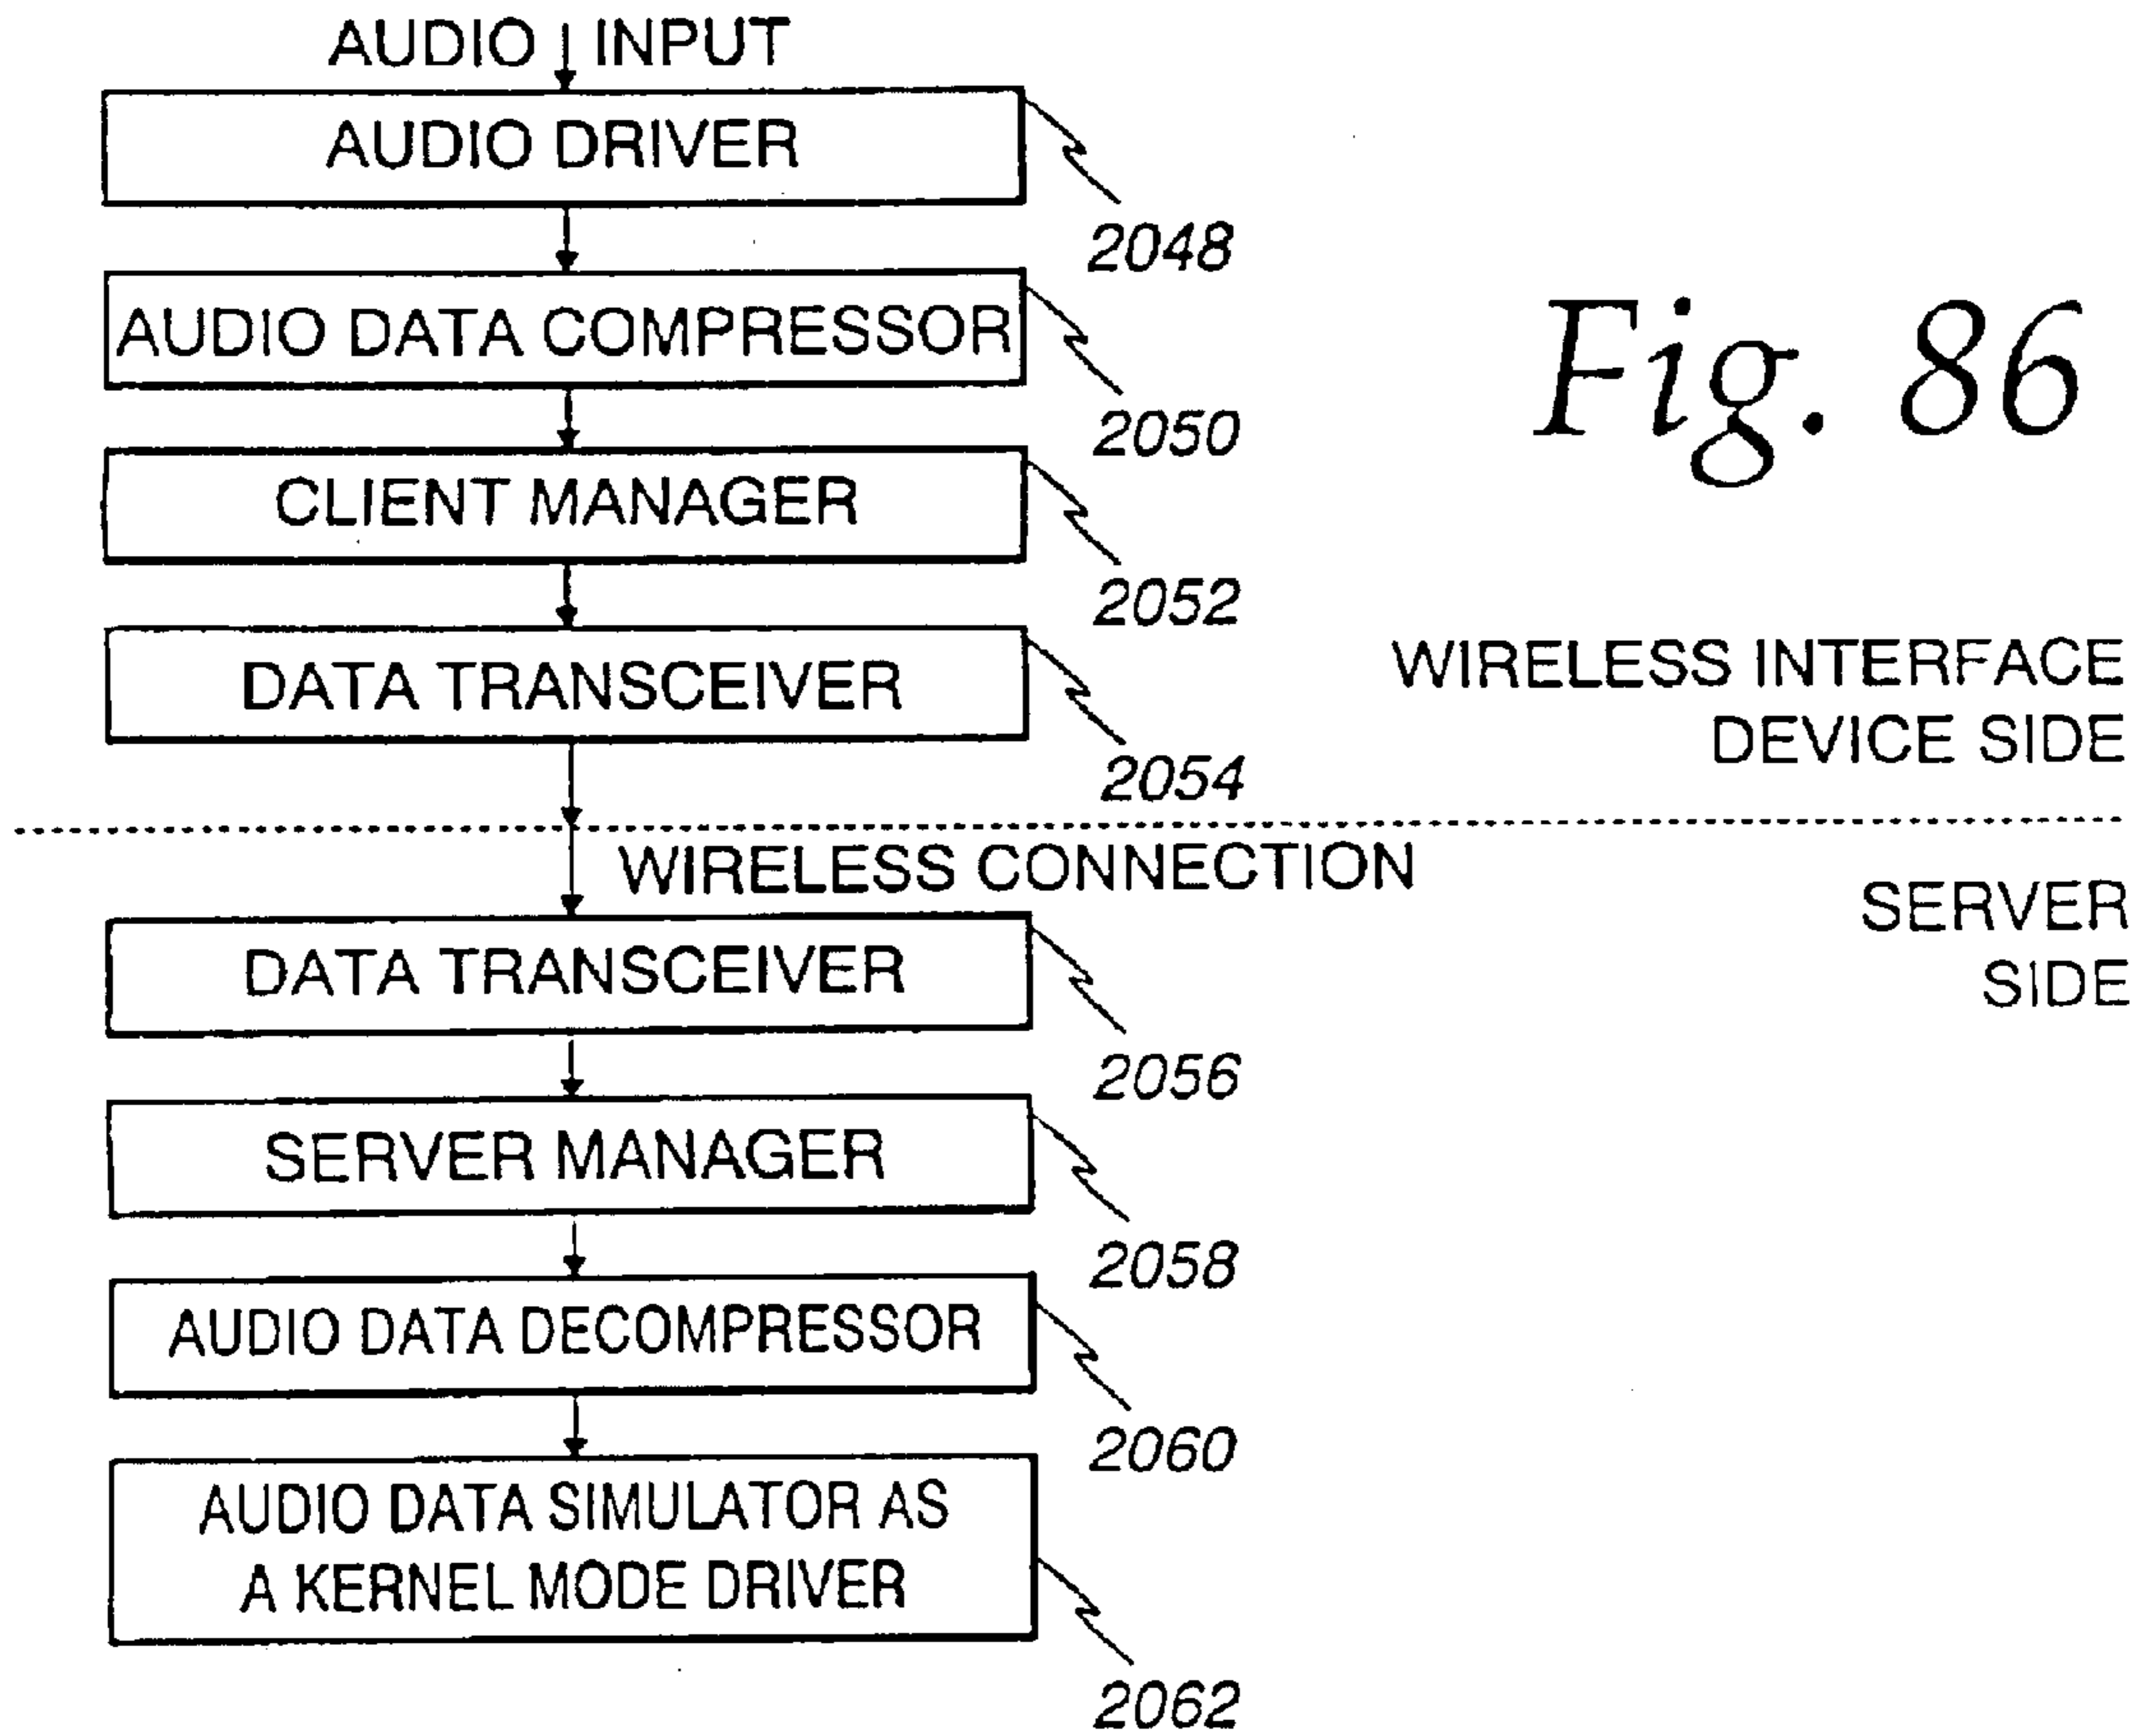 AUDIO INPUT
AUDIO DRIVER
2048
AUDIO DATA COMPRESSOR
2050
Fig. 86
CLIENT MANAGER
2052
DATA TRANSCEIVER
2054
WIRELESS INTERFACE
DEVICE SIDE
WIRELESS CONNECTION
SERVER
SIDE
DATA TRANSCEIVER
2056
SERVER MANAGER
2058
AUDIO DATA DECOMPRESSOR
2060
AUDIO DATA SIMULATOR AS
A KERNEL MODE DRIVER
2062